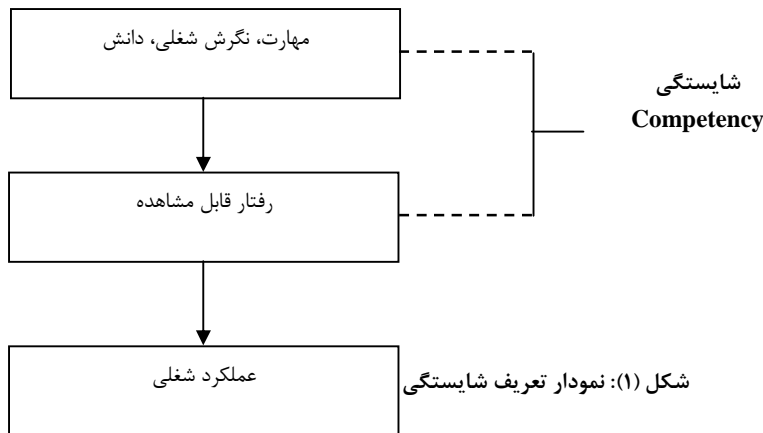 مهارت، نگرش شغلی، دانش
شایستگی
Competency
رفتار قابل مشاهده
عملکرد شغلی
شکل (۱): نمودار تعریف شایستگی